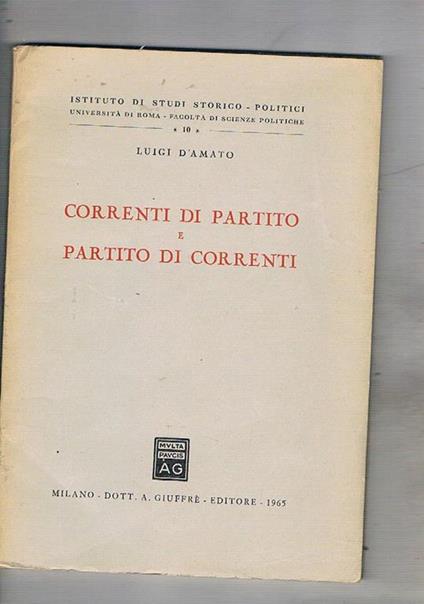 ISTITUTO DI STUDI STORICO - POLITICI
UNIVERSITÀ DI ROMA - FACOLTÀ DI SCIENZE POLITICHE
« 10 »
LUIGI D'AMATO
CORRENTI DI PARTITO
E
PARTITO DI CORRENTI
MVLTA
PAVCIS
AG
MILANO - DOTT. A. GIUFFRÈ - EDITORE - 1965